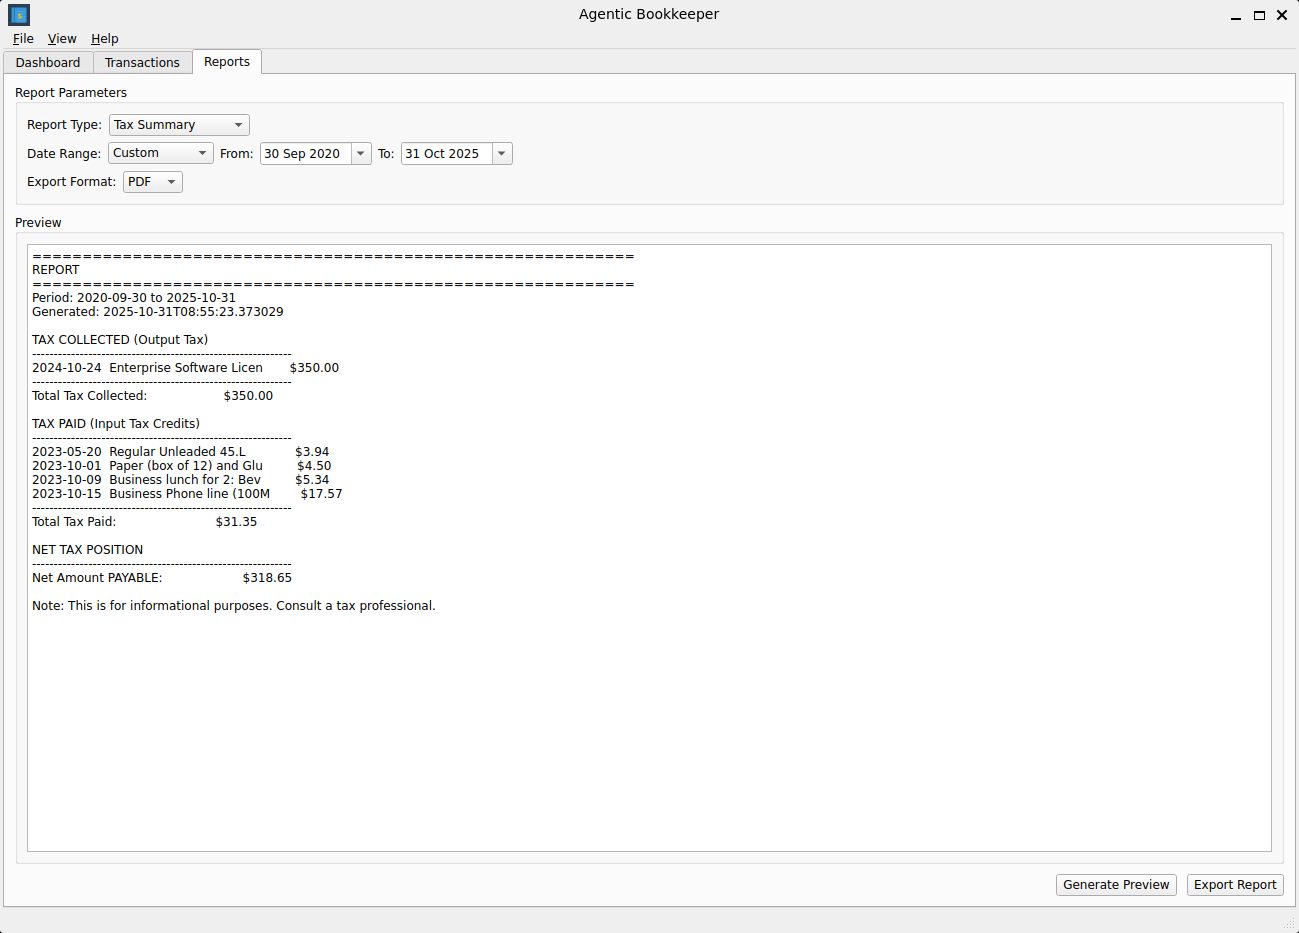 Agentic Bookkeeper
File View Help
Dashboard Transactions Reports
Report Parameters
Report Type: Tax Summary
Date Range: Custom From: 30 Sep 2020 To: 31 Oct 2025
Export Format: PDF
Preview
============================================================
REPORT
============================================================
Period: 2020-09-30 to 2025-10-31
Generated: 2025-10-31T08:55:23.373029
TAX COLLECTED (Output Tax)
------------------------------------------------------------
2024-10-24 Enterprise Software Licen $350.00
------------------------------------------------------------
Total Tax Collected: $350.00
TAX PAID (Input Tax Credits)
------------------------------------------------------------
2023-05-20 Regular Unleaded 45.L $3.94
2023-10-01 Paper (box of 12) and Glu $4.50
2023-10-09 Business lunch for 2: Bev $5.34
2023-10-15 Business Phone line (100M $17.57
------------------------------------------------------------
Total Tax Paid: $31.35
NET TAX POSITION
------------------------------------------------------------
Net Amount PAYABLE: $318.65
Note: This is for informational purposes. Consult a tax professional.
Generate Preview Export Report